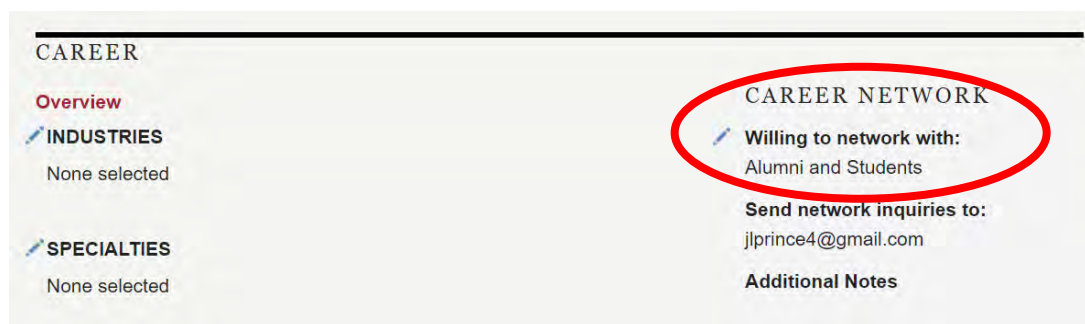 CAREER
Overview
INDUSTRIES
None selected
SPECIALTIES
None selected
CAREER NETWORK
Willing to network with:
Alumni and Students
Send network inquiries to:
jlprince4@gmail.com
Additional Notes